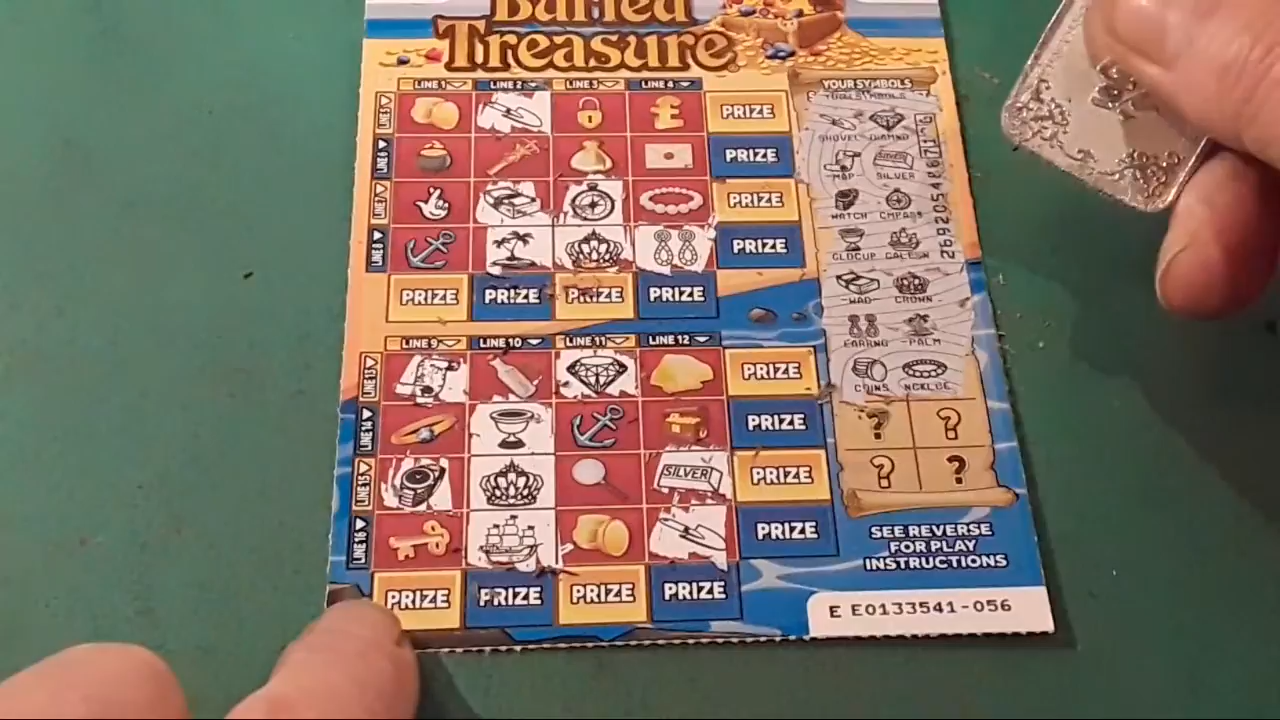 Buried
Treasure
LINE 1 LINE 2 LINE 3 LINE 4
YOUR SYMBOLS
LINE 5
PRIZE
SHOVEL DIAMND
LINE 6
PRIZE
MAP SILVER
LINE 7
PRIZE
WATCH CMPASS
LINE 8
PRIZE
GLDCUP GALEON
PRIZE PRIZE PRIZE PRIZE
WAD CROWN
EARRNG PALM
LINE 9 LINE 10 LINE 11 LINE 12
LINE 13
PRIZE
COINS NCKLCE
LINE 14
PRIZE
? ?
LINE 15
SILVER
PRIZE
? ?
LINE 16
PRIZE
SEE REVERSE
FOR PLAY
INSTRUCTIONS
PRIZE PRIZE PRIZE PRIZE
E E0133541-056